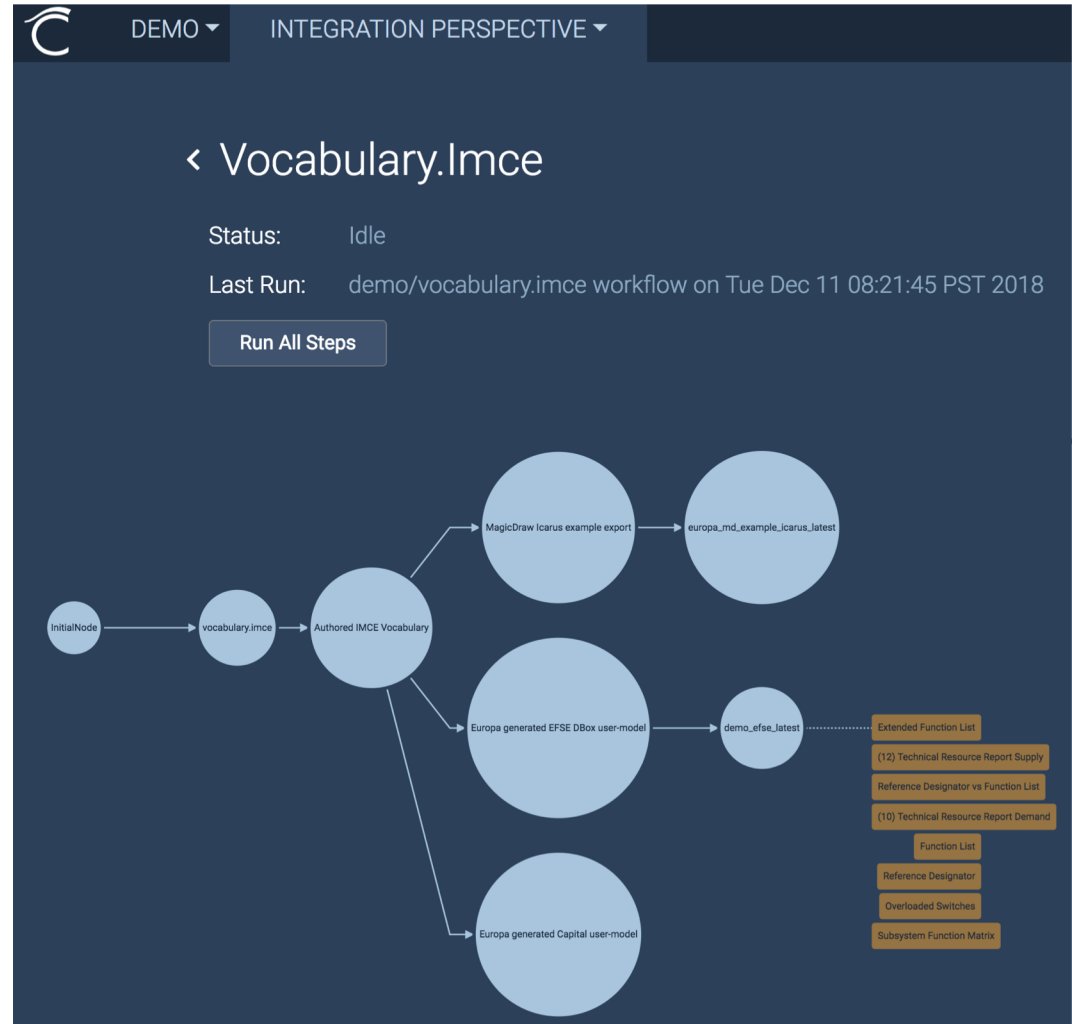 DEMO INTEGRATION PERSPECTIVE
Vocabulary.Imce
Status: Idle
Last Run: demo/vocabulary.imce workflow on Tue Dec 11 08:21:45 PST 2018
Run All Steps
MagicDraw Icarus example export
europa_md_example_icarus_latest
InitialNode
vocabulary.imce
Authored IMCE Vocabulary
Europa generated EFSE DBox user-model
demo_efse_latest
Extended Function List
(12) Technical Resource Report Supply
Reference Designator vs Function List
(10) Technical Resource Report Demand
Function List
Reference Designator
Overloaded Switches
Subsystem Function Matrix
Europa generated Capital user-model